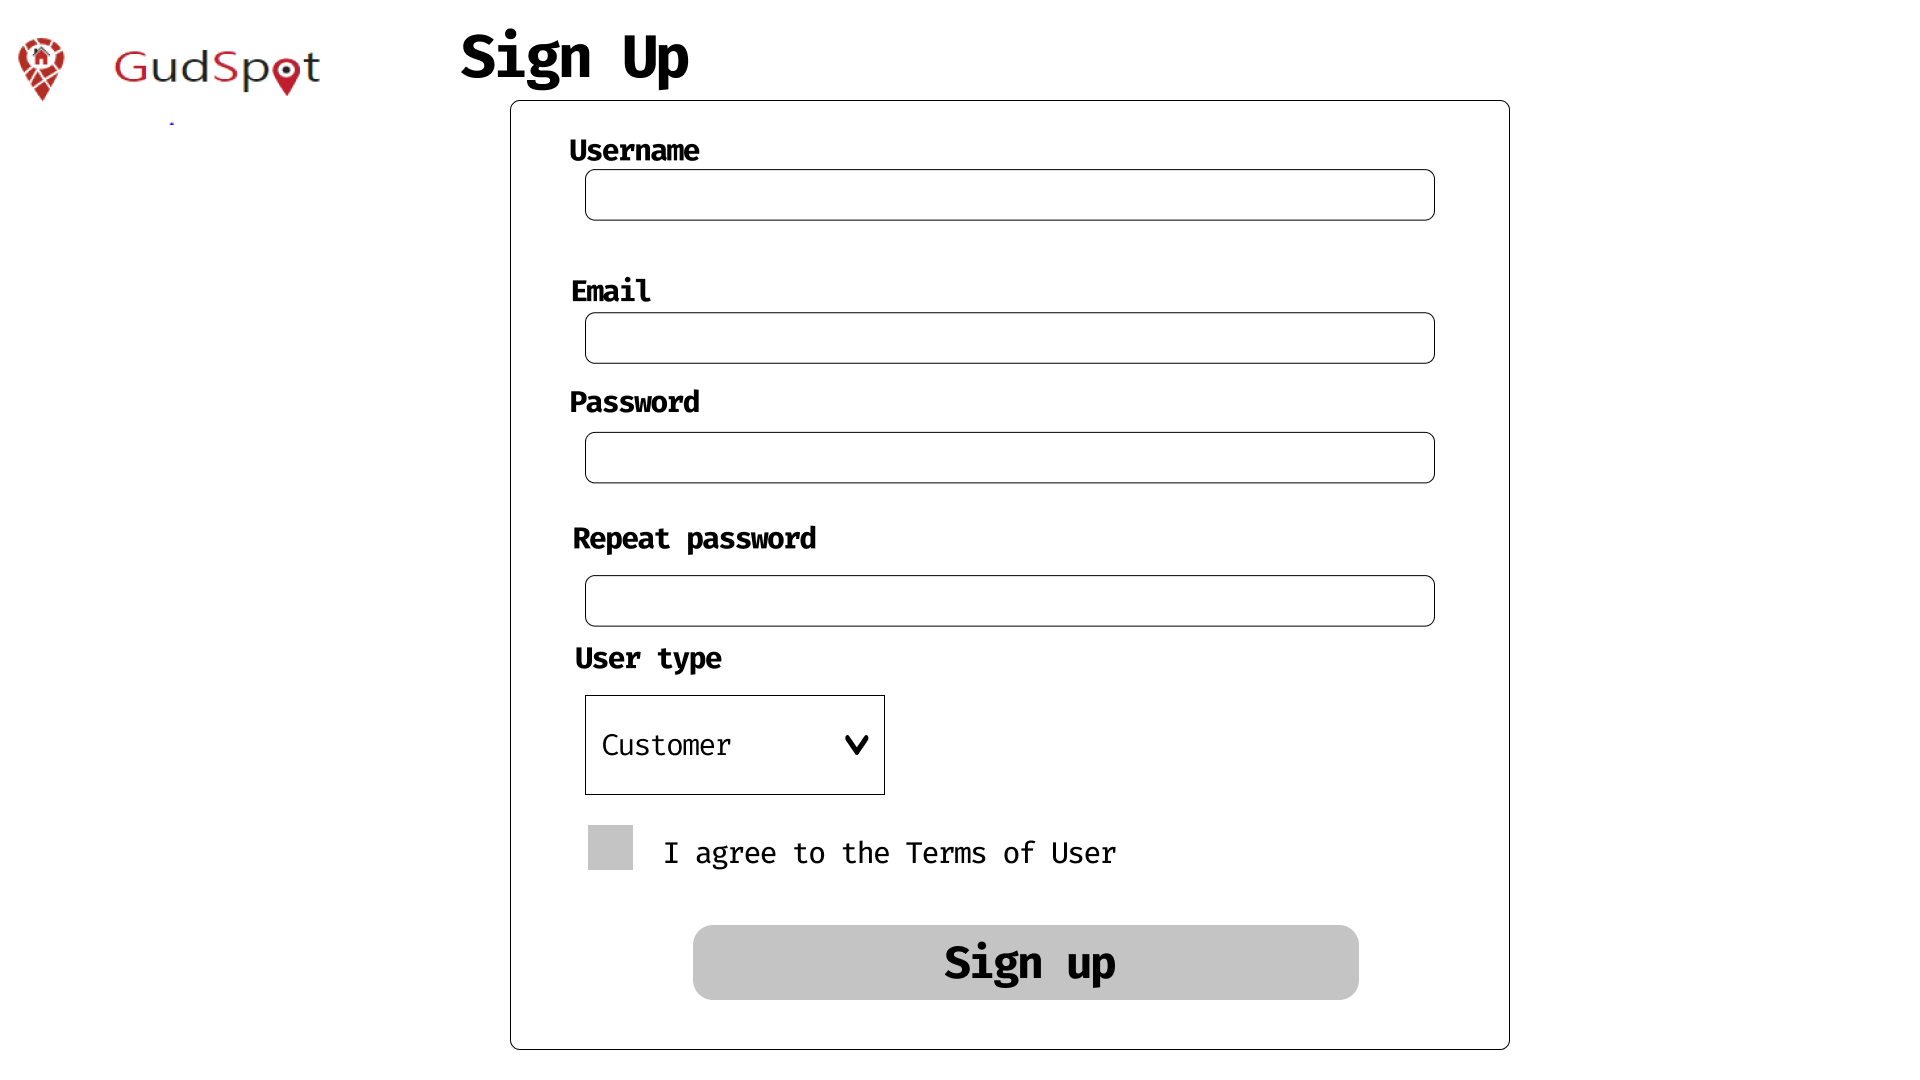 GudSpot
Sign Up
Username
Email
Password
Repeat password
User type
Customer
I agree to the Terms of User
Sign up